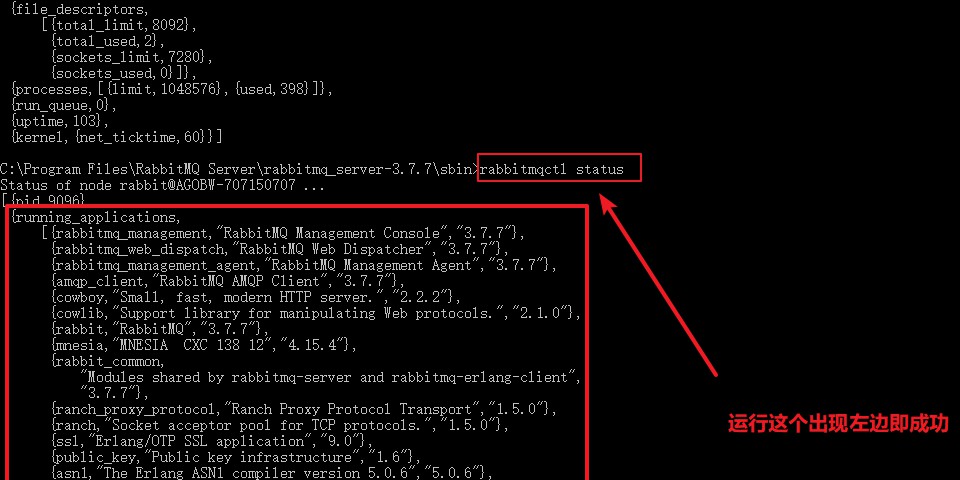 {file_descriptors,
[{total_limit,8092},
{total_used,2},
{sockets_limit,7280},
{sockets_used,0}]},
{processes,[{limit,1048576},{used,398}]},
{run_queue,0},
{uptime,103},
{kernel,{net_ticktime,60}}]
C:\Program Files\RabbitMQ Server\rabbitmq_server-3.7.7\sbin>rabbitmqctl status
Status of node rabbit@AGOBW-707150707 ...
[{pid,9096},
{running_applications,
[{rabbitmq_management,"RabbitMQ Management Console","3.7.7"},
{rabbitmq_web_dispatch,"RabbitMQ Web Dispatcher","3.7.7"},
{rabbitmq_management_agent,"RabbitMQ Management Agent","3.7.7"},
{amqp_client,"RabbitMQ AMQP Client","3.7.7"},
{cowboy,"Small, fast, modern HTTP server.","2.2.2"},
{cowlib,"Support library for manipulating Web protocols.","2.1.0"},
{rabbit,"RabbitMQ","3.7.7"},
{mnesia,"MNESIA  CXC 138 12","4.15.4"},
{rabbit_common,
"Modules shared by rabbitmq-server and rabbitmq-erlang-client",
"3.7.7"},
{ranch_proxy_protocol,"Ranch Proxy Protocol Transport","1.5.0"},
{ranch,"Socket acceptor pool for TCP protocols.","1.5.0"},
运行这个出现左边即成功
{ssl,"Erlang/OTP SSL application","9.0"},
{public_key,"Public key infrastructure","1.6"},
{asn1,"The Erlang ASN1 compiler version 5.0.6","5.0.6"},